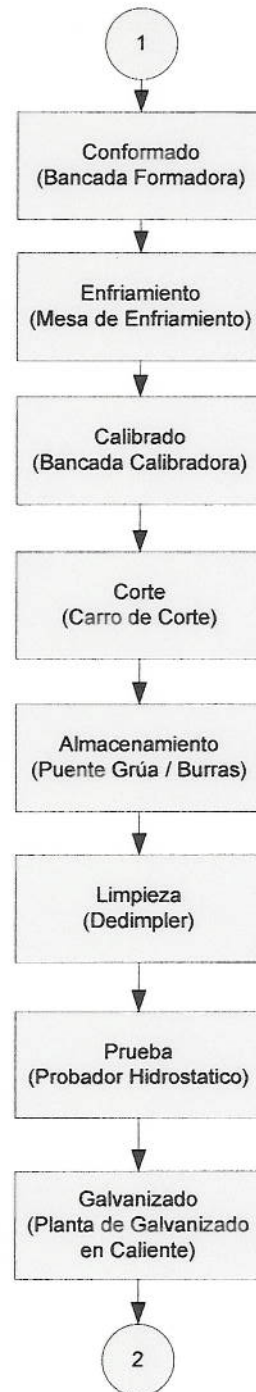 1
Conformado
(Bancada Formadora)
Enfriamiento
(Mesa de Enfriamiento)
Calibrado
(Bancada Calibradora)
Corte
(Carro de Corte)
Almacenamiento
(Puente Grúa / Burras)
Limpieza
(Dedimpler)
Prueba
(Probador Hidrostatico)
Galvanizado
(Planta de Galvanizado
en Caliente)
2